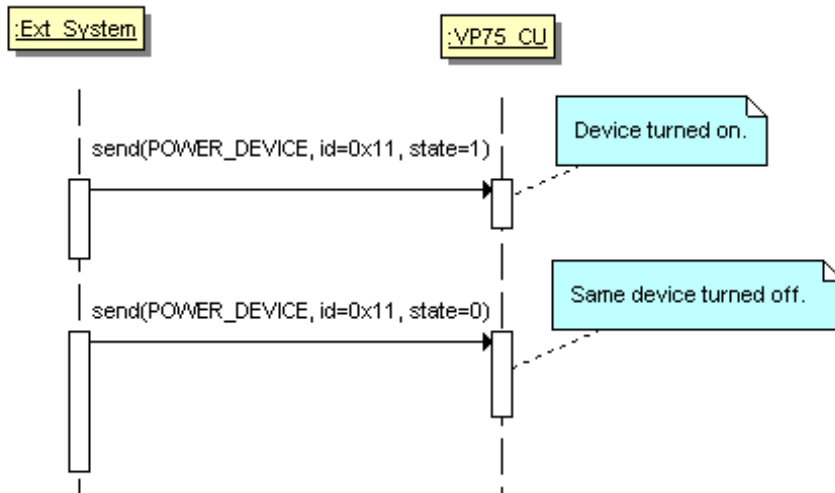 :Ext_System
:VP75_CU
Device turned on.
send(POWER_DEVICE, id=0x11, state=1)
Same device turned off.
send(POWER_DEVICE, id=0x11, state=0)